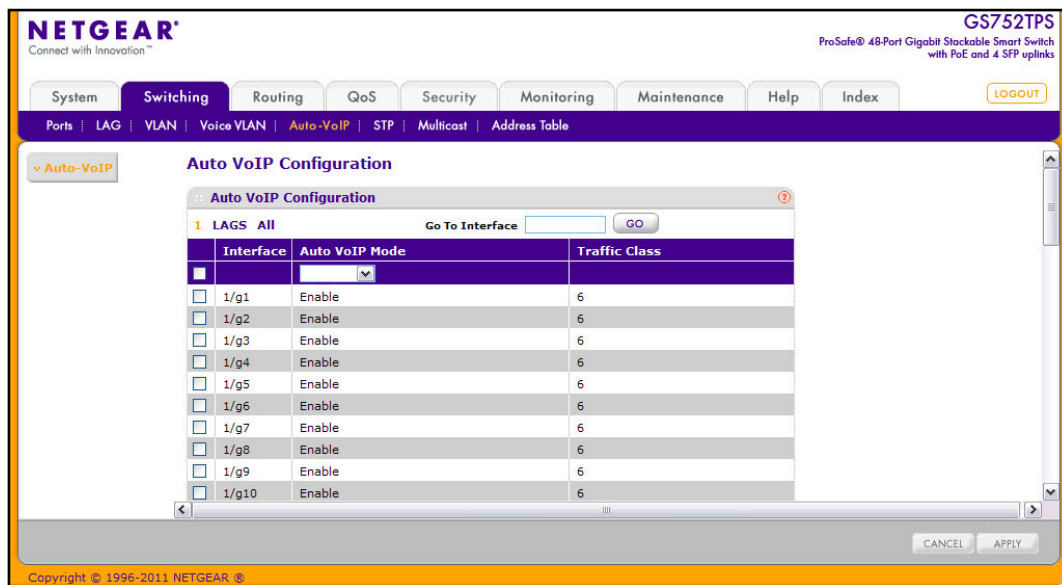 NETGEAR®
Connect with Innovation™
GS752TPS
ProSafe® 48-Port Gigabit Stackable Smart Switch
with PoE and 4 SFP uplinks
System Switching Routing QoS Security Monitoring Maintenance Help Index LOGOUT
Ports | LAG | VLAN | Voice VLAN | Auto-VoIP | STP | Multicast | Address Table
Auto-VoIP
Auto VoIP Configuration
Auto VoIP Configuration ?
1 LAGS All Go To Interface GO
Interface Auto VoIP Mode Traffic Class
1/g1 Enable 6
1/g2 Enable 6
1/g3 Enable 6
1/g4 Enable 6
1/g5 Enable 6
1/g6 Enable 6
1/g7 Enable 6
1/g8 Enable 6
1/g9 Enable 6
1/g10 Enable 6
CANCEL APPLY
Copyright © 1996-2011 NETGEAR ®